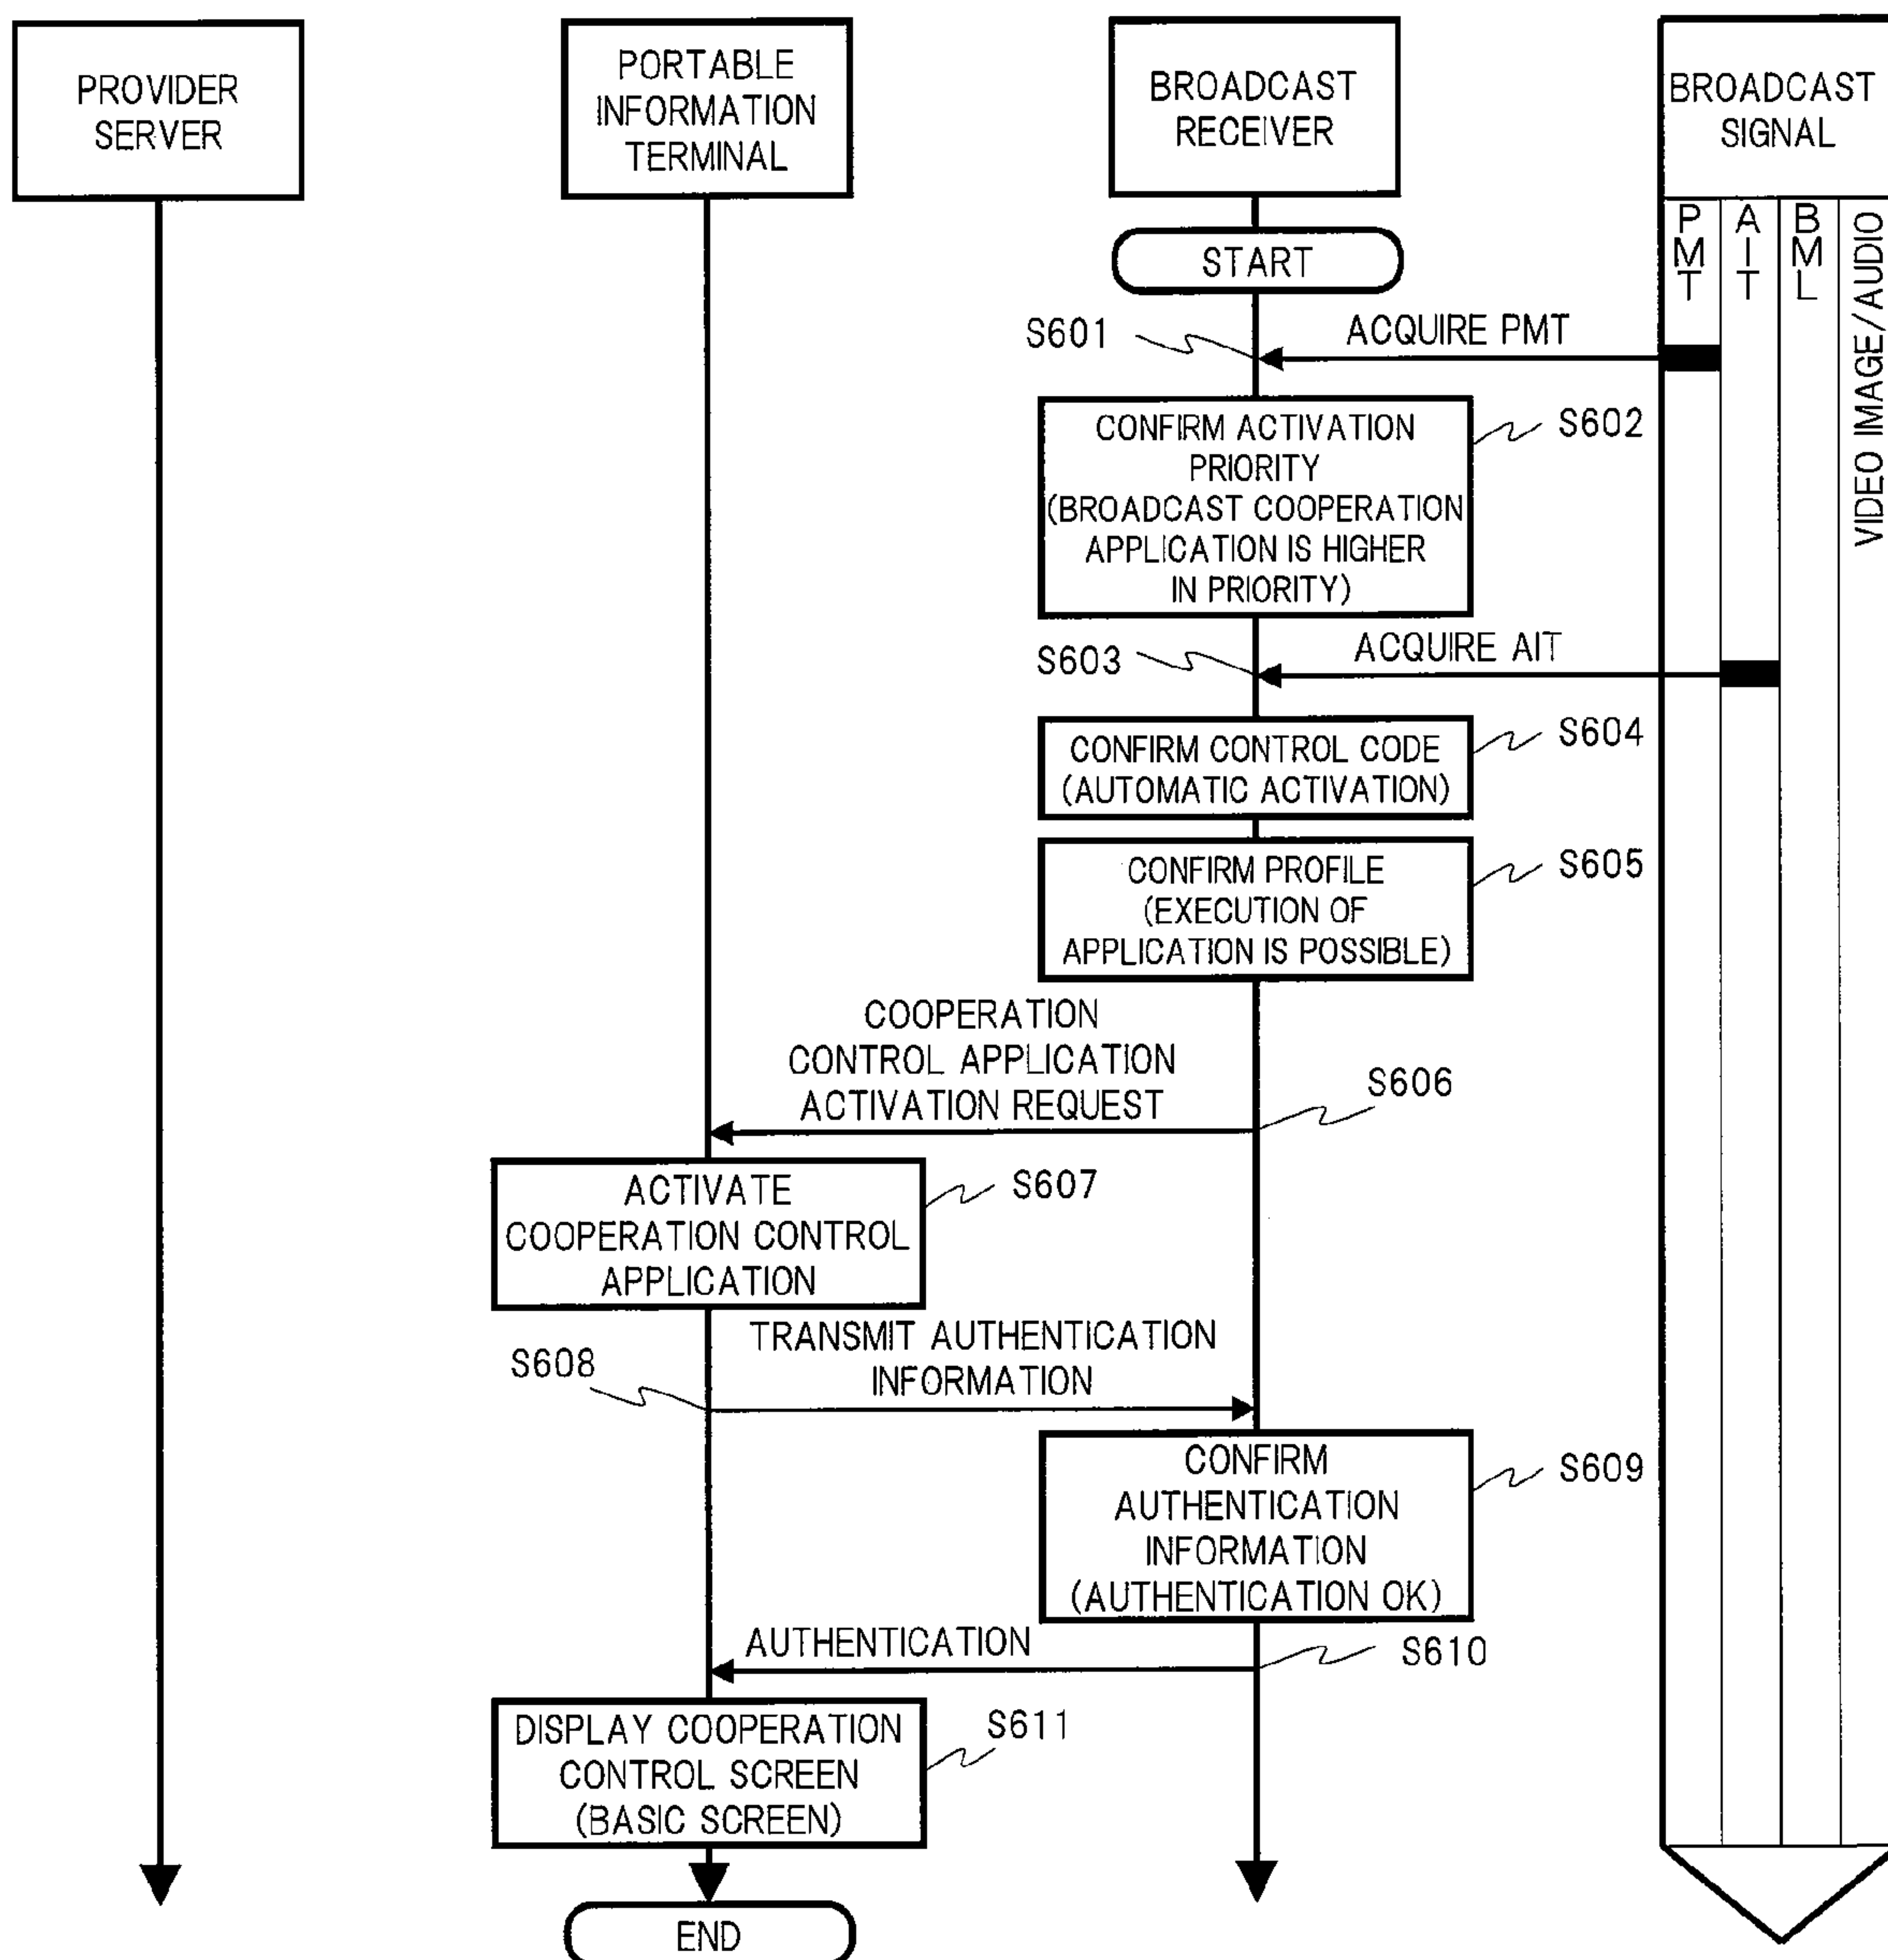 PROVIDER
SERVER
PORTABLE
INFORMATION
TERMINAL
BROADCAST
RECEIVER
BROADCAST
SIGNAL
PMT
AIT
BML
VIDEO IMAGE/AUDIO
START
S601
ACQUIRE PMT
CONFIRM ACTIVATION
PRIORITY
(BROADCAST COOPERATION
APPLICATION IS HIGHER
IN PRIORITY)
S602
S603
ACQUIRE AIT
CONFIRM CONTROL CODE
(AUTOMATIC ACTIVATION)
S604
CONFIRM PROFILE
(EXECUTION OF
APPLICATION IS POSSIBLE)
S605
COOPERATION
CONTROL APPLICATION
ACTIVATION REQUEST
S606
ACTIVATE
COOPERATION CONTROL
APPLICATION
S607
TRANSMIT AUTHENTICATION
INFORMATION
S608
CONFIRM
AUTHENTICATION
INFORMATION
(AUTHENTICATION OK)
S609
AUTHENTICATION
S610
DISPLAY COOPERATION
CONTROL SCREEN
(BASIC SCREEN)
S611
END